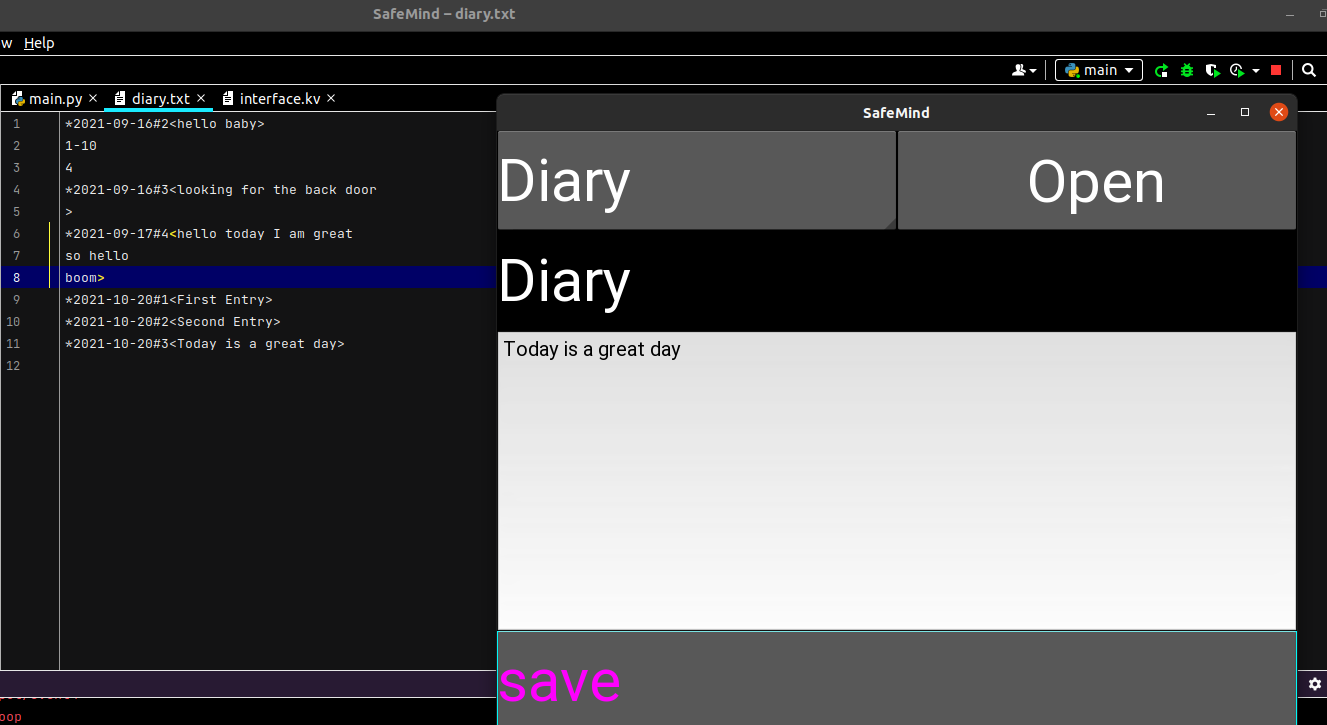 SafeMind – diary.txt
w Help
main
main.py diary.txt interface.kv
1 *2021-09-16#2<hello baby>
2 1-10
3 4
4 *2021-09-16#3<looking for the back door
5 >
6 *2021-09-17#4<hello today I am great
7 so hello
8 boom>
9 *2021-10-20#1<First Entry>
10 *2021-10-20#2<Second Entry>
11 *2021-10-20#3<Today is a great day>
12
oop
SafeMind
Diary Open
Diary
Today is a great day
save